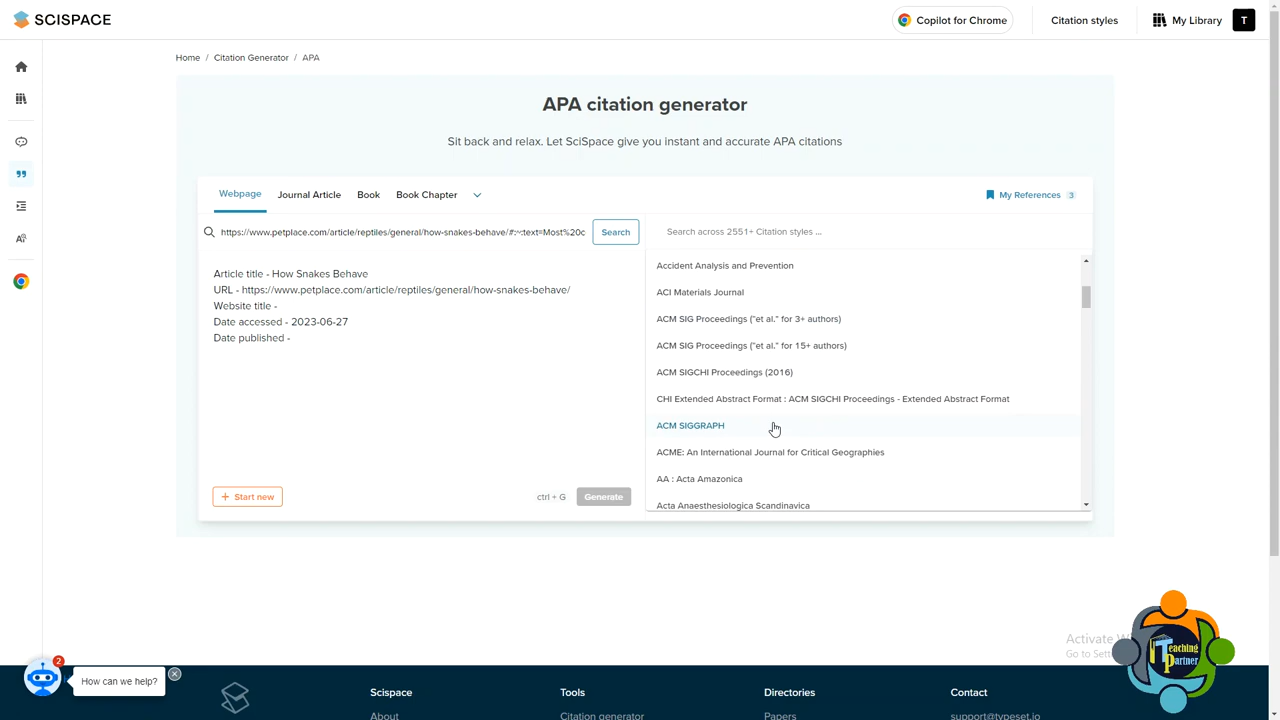 SCISPACE
Copilot for Chrome
Citation styles
My Library
T
Home / Citation Generator / APA
APA citation generator
Sit back and relax. Let SciSpace give you instant and accurate APA citations
Webpage
Journal Article
Book
Book Chapter
My References 3
https://www.petplace.com/article/reptiles/general/how-snakes-behave/#:~:text=Most%20c
Search
Search across 2551+ Citation styles ...
Article title - How Snakes Behave
URL - https://www.petplace.com/article/reptiles/general/how-snakes-behave/
Website title -
Date accessed - 2023-06-27
Date published -
Accident Analysis and Prevention
ACI Materials Journal
ACM SIG Proceedings ("et al." for 3+ authors)
ACM SIG Proceedings ("et al." for 15+ authors)
ACM SIGCHI Proceedings (2016)
CHI Extended Abstract Format : ACM SIGCHI Proceedings - Extended Abstract Format
ACM SIGGRAPH
ACME: An International Journal for Critical Geographies
AA : Acta Amazonica
Acta Anaesthesiologica Scandinavica
+ Start new
ctrl + G
Generate
Activate
Go to
Teaching
Partner
2
How can we help?
Scispace
Tools
Directories
Contact
About
Citation generator
Papers
support@typeset.io